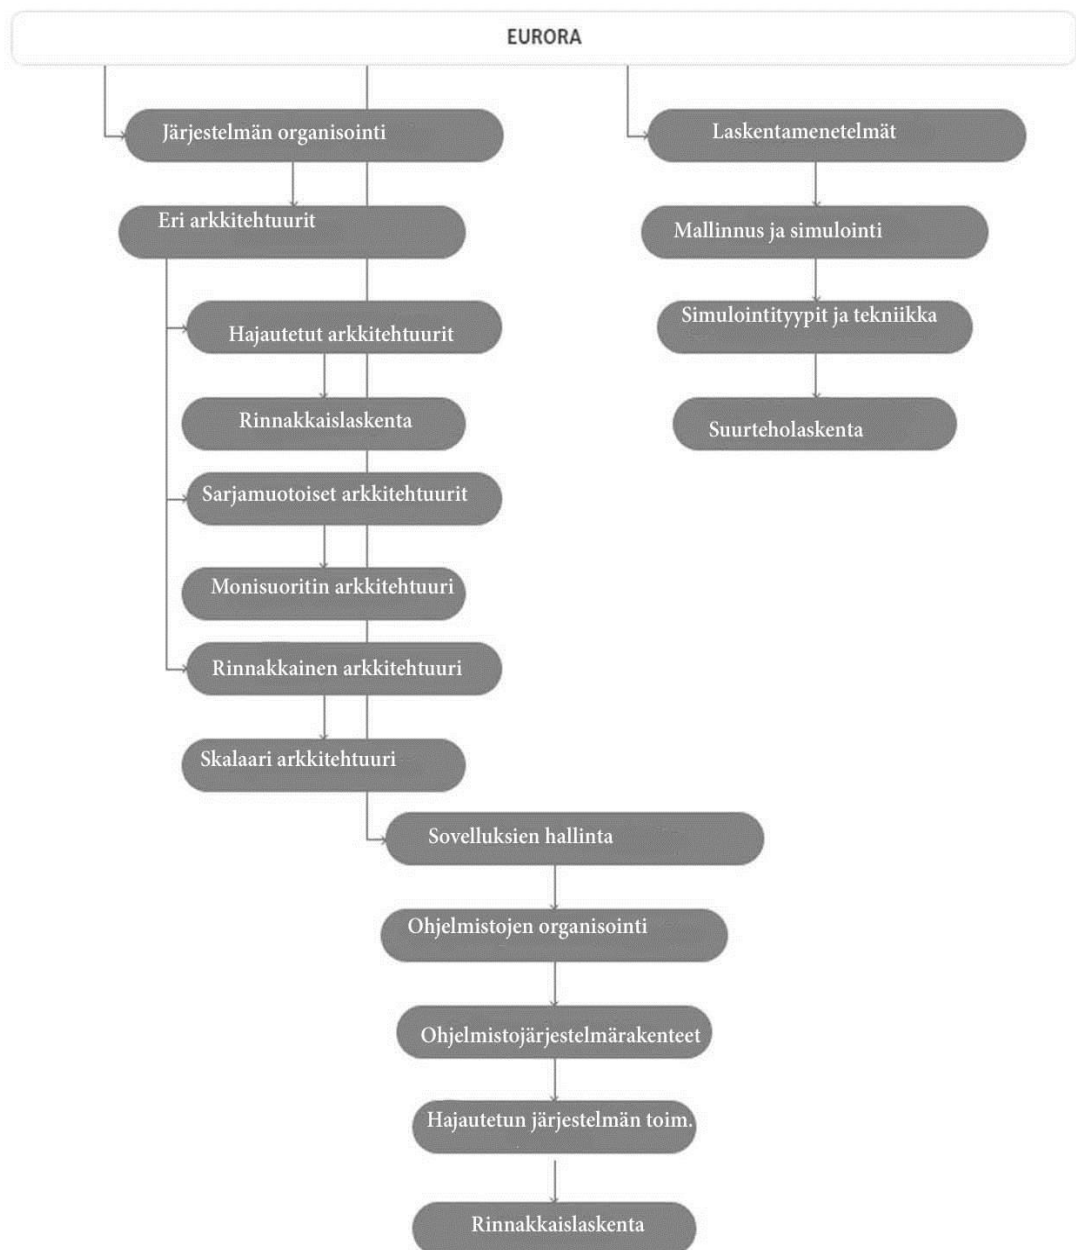 EURORA
Järjestelmän organisointi
Eri arkkitehtuurit
Hajautetut arkkitehtuurit
Rinnakkaislaskenta
Sarjamuotoiset arkkitehtuurit
Monisuoritin arkkitehtuuri
Rinnakkainen arkkitehtuuri
Skalaari arkkitehtuuri
Sovelluksien hallinta
Ohjelmistojen organisointi
Ohjelmistojärjestelmärakenteet
Hajautetun järjestelmän toim.
Rinnakkaislaskenta
Laskentamenetelmät
Mallinnus ja simulointi
Simulointityypit ja tekniikka
Suurteholaskenta